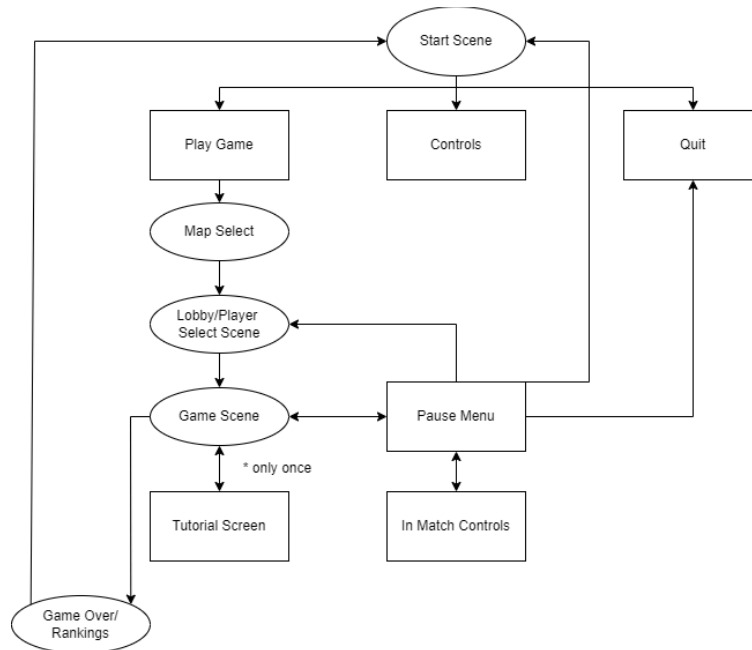 Start Scene
Play Game
Controls
Quit
Map Select
Lobby/Player
Select Scene
Game Scene
Pause Menu
* only once
Tutorial Screen
In Match Controls
Game Over/
Rankings